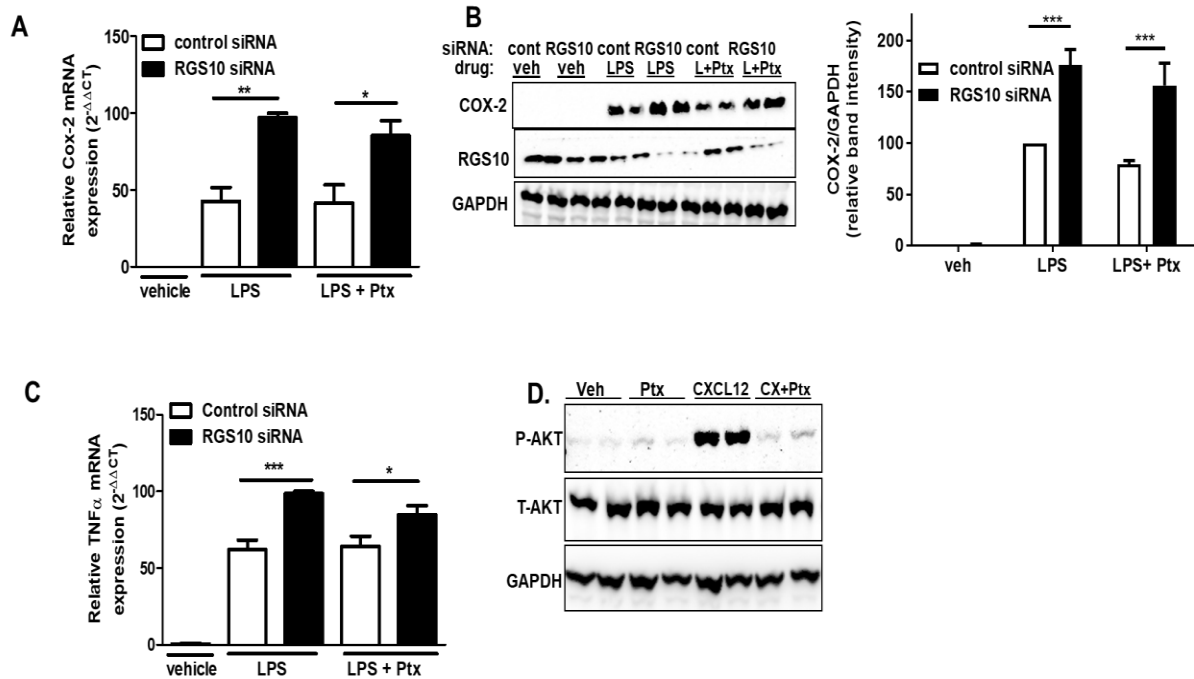 A
Relative Cox-2 mRNA
expression (2-ΔΔCT)
150
100
50
0
control siRNA
RGS10 siRNA
**
*
vehicle
LPS
LPS + Ptx
B
siRNA: cont RGS10 cont RGS10 cont RGS10
drug: veh veh LPS LPS L+Ptx L+Ptx
COX-2
RGS10
GAPDH
COX-2/GAPDH
(relative band intensity)
200
150
100
50
0
control siRNA
RGS10 siRNA
***
***
veh
LPS
LPS+ Ptx
C
Relative TNFα mRNA
expression (2-ΔΔCT)
150
100
50
0
Control siRNA
RGS10 siRNA
***
*
vehicle
LPS
LPS + Ptx
D.
Veh Ptx CXCL12 CX+Ptx
P-AKT
T-AKT
GAPDH